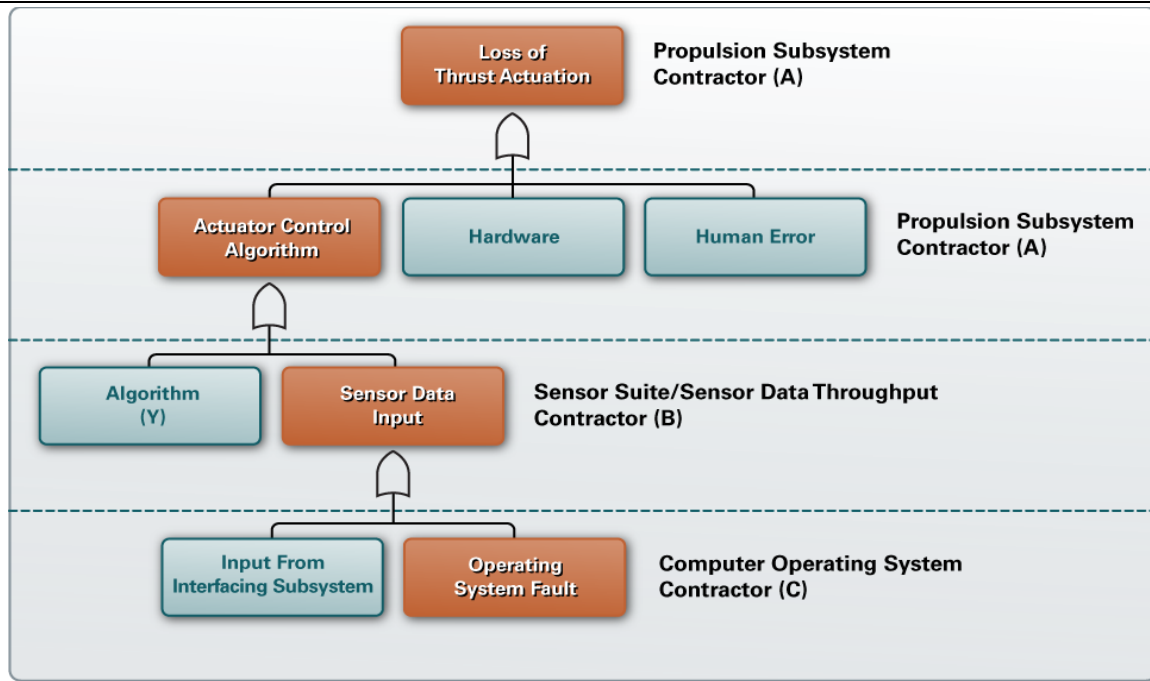 Loss of
Thrust Actuation
Propulsion Subsystem
Contractor (A)
Actuator Control
Algorithm
Hardware
Human Error
Propulsion Subsystem
Contractor (A)
Algorithm
(Y)
Sensor Data
Input
Sensor Suite/Sensor Data Throughput
Contractor (B)
Input From
Interfacing Subsystem
Operating
System Fault
Computer Operating System
Contractor (C)